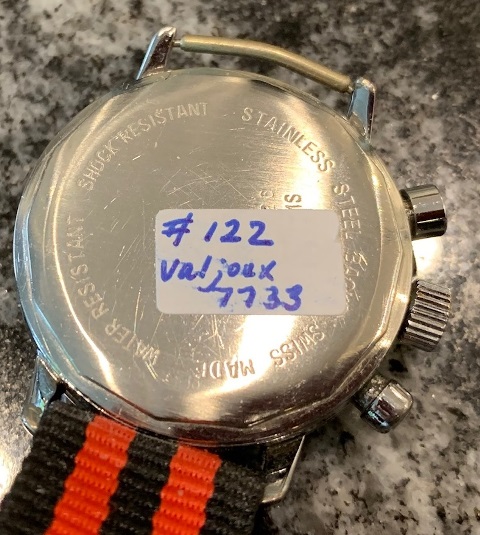 # 122
Valjoux
7733
WATER RESISTANT SHOCK-RESISTANT STAINLESS STEEL
SWISS MADE